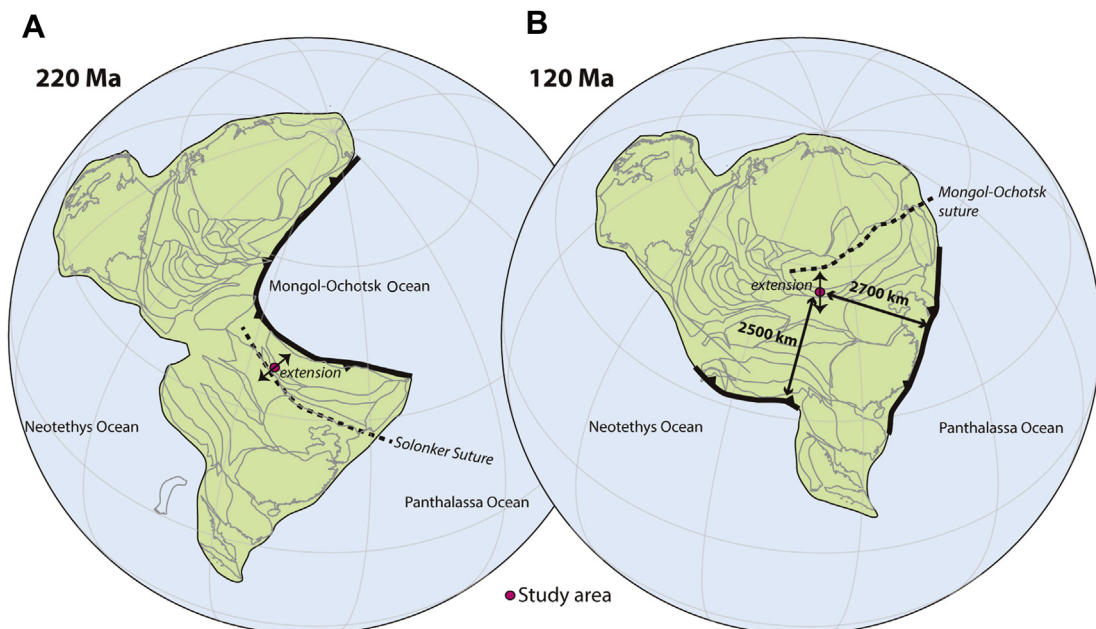 A
220 Ma
Mongol-Ochotsk Ocean
extension
Neotethys Ocean
Solonker Suture
Panthalassa Ocean
B
120 Ma
Mongol-Ochotsk
suture
extension
2700 km
2500 km
Neotethys Ocean
Panthalassa Ocean
Study area